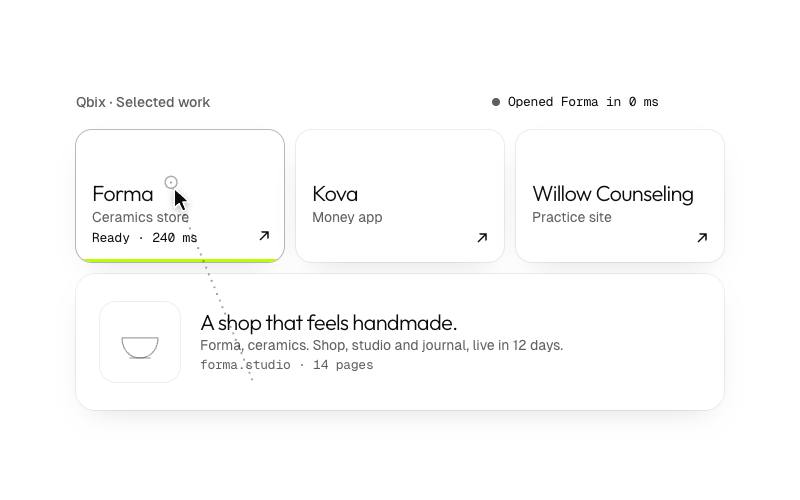 Qbix · Selected work
Opened Forma in 0 ms
Forma
Ceramics store
Ready · 240 ms
Kova
Money app
Willow Counseling
Practice site
A shop that feels handmade.
Forma, ceramics. Shop, studio and journal, live in 12 days.
forma.studio · 14 pages